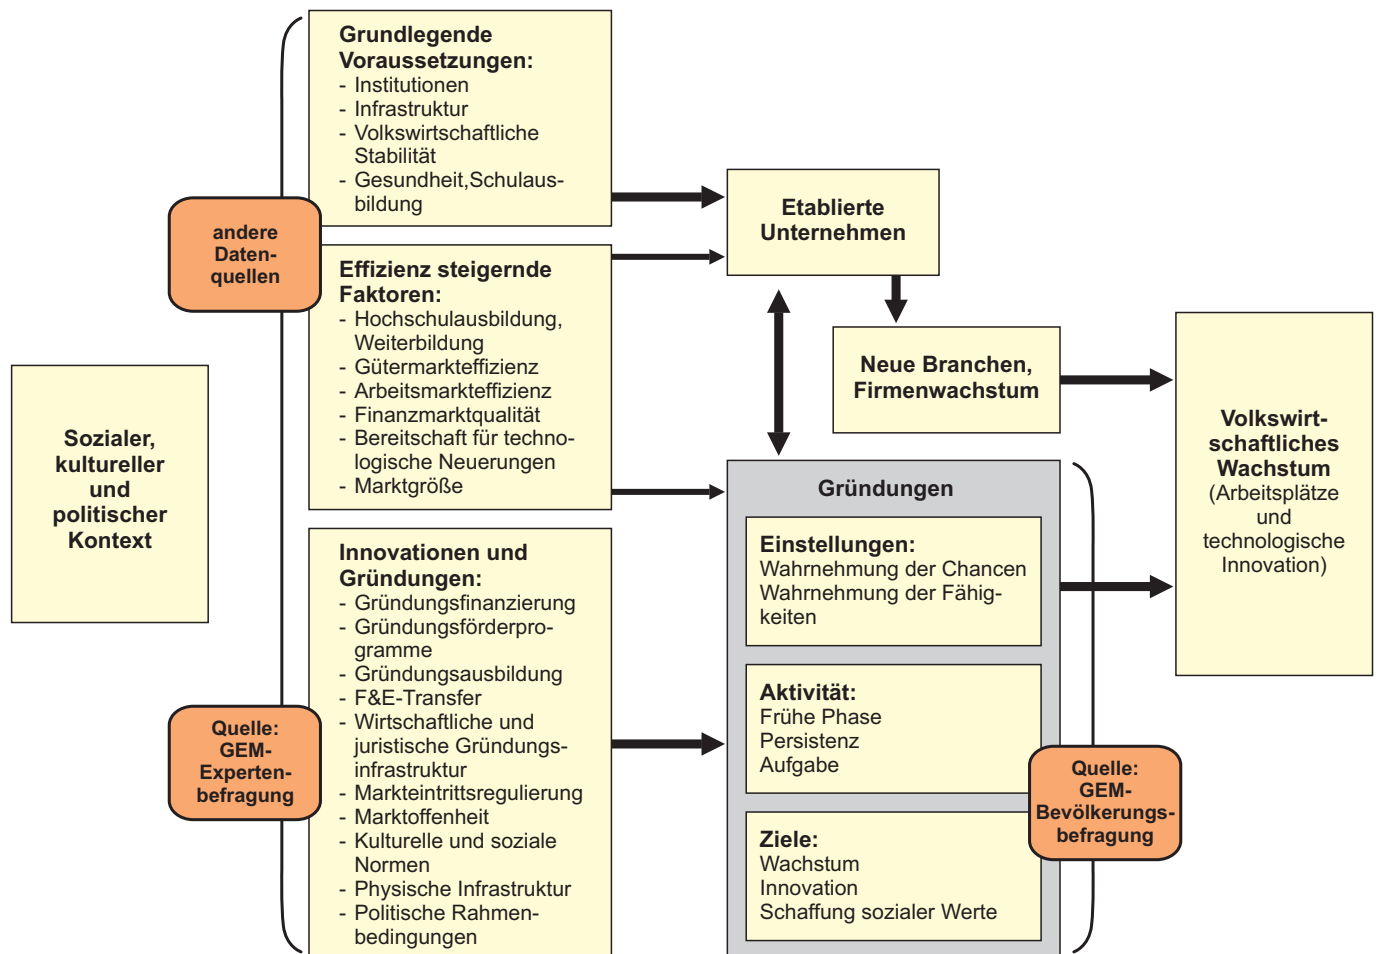 Sozialer,
kultureller
und
politischer
Kontext
andere
Daten-
quellen
Quelle:
GEM-
Experten-
befragung
Grundlegende
Voraussetzungen:
- Institutionen
- Infrastruktur
- Volkswirtschaftliche
Stabilität
- Gesundheit,Schulaus-
bildung
Effizienz steigernde
Faktoren:
- Hochschulausbildung,
Weiterbildung
- Gütermarkteffizienz
- Arbeitsmarkteffizienz
- Finanzmarktqualität
- Bereitschaft für techno-
logische Neuerungen
- Marktgröße
Innovationen und
Gründungen:
- Gründungsfinanzierung
- Gründungsförderpro-
gramme
- Gründungsausbildung
- F&E-Transfer
- Wirtschaftliche und
juristische Gründungs-
infrastruktur
- Markteintrittsregulierung
- Marktoffenheit
- Kulturelle und soziale
Normen
- Physische Infrastruktur
- Politische Rahmen-
bedingungen
Etablierte
Unternehmen
Neue Branchen,
Firmenwachstum
Gründungen
Einstellungen:
Wahrnehmung der Chancen
Wahrnehmung der Fähig-
keiten
Aktivität:
Frühe Phase
Persistenz
Aufgabe
Ziele:
Wachstum
Innovation
Schaffung sozialer Werte
Quelle:
GEM-
Bevölkerungs-
befragung
Volkswirt-
schaftliches
Wachstum
(Arbeitsplätze
und
technologische
Innovation)